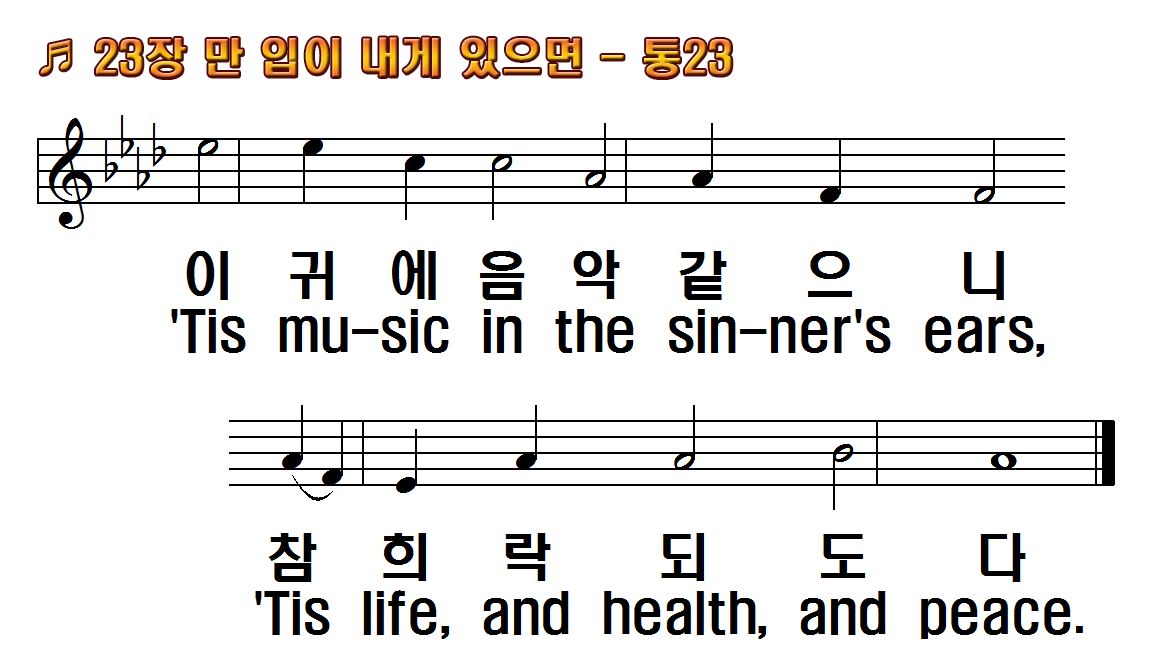 ♬ 23장 만 입이 내게 있으면 - 통23
이 귀 에 음 악 같 으 니
'Tis mu-sic in the sin-ner's ears,
참 희 락 되 도 다
'Tis life, and health, and peace.